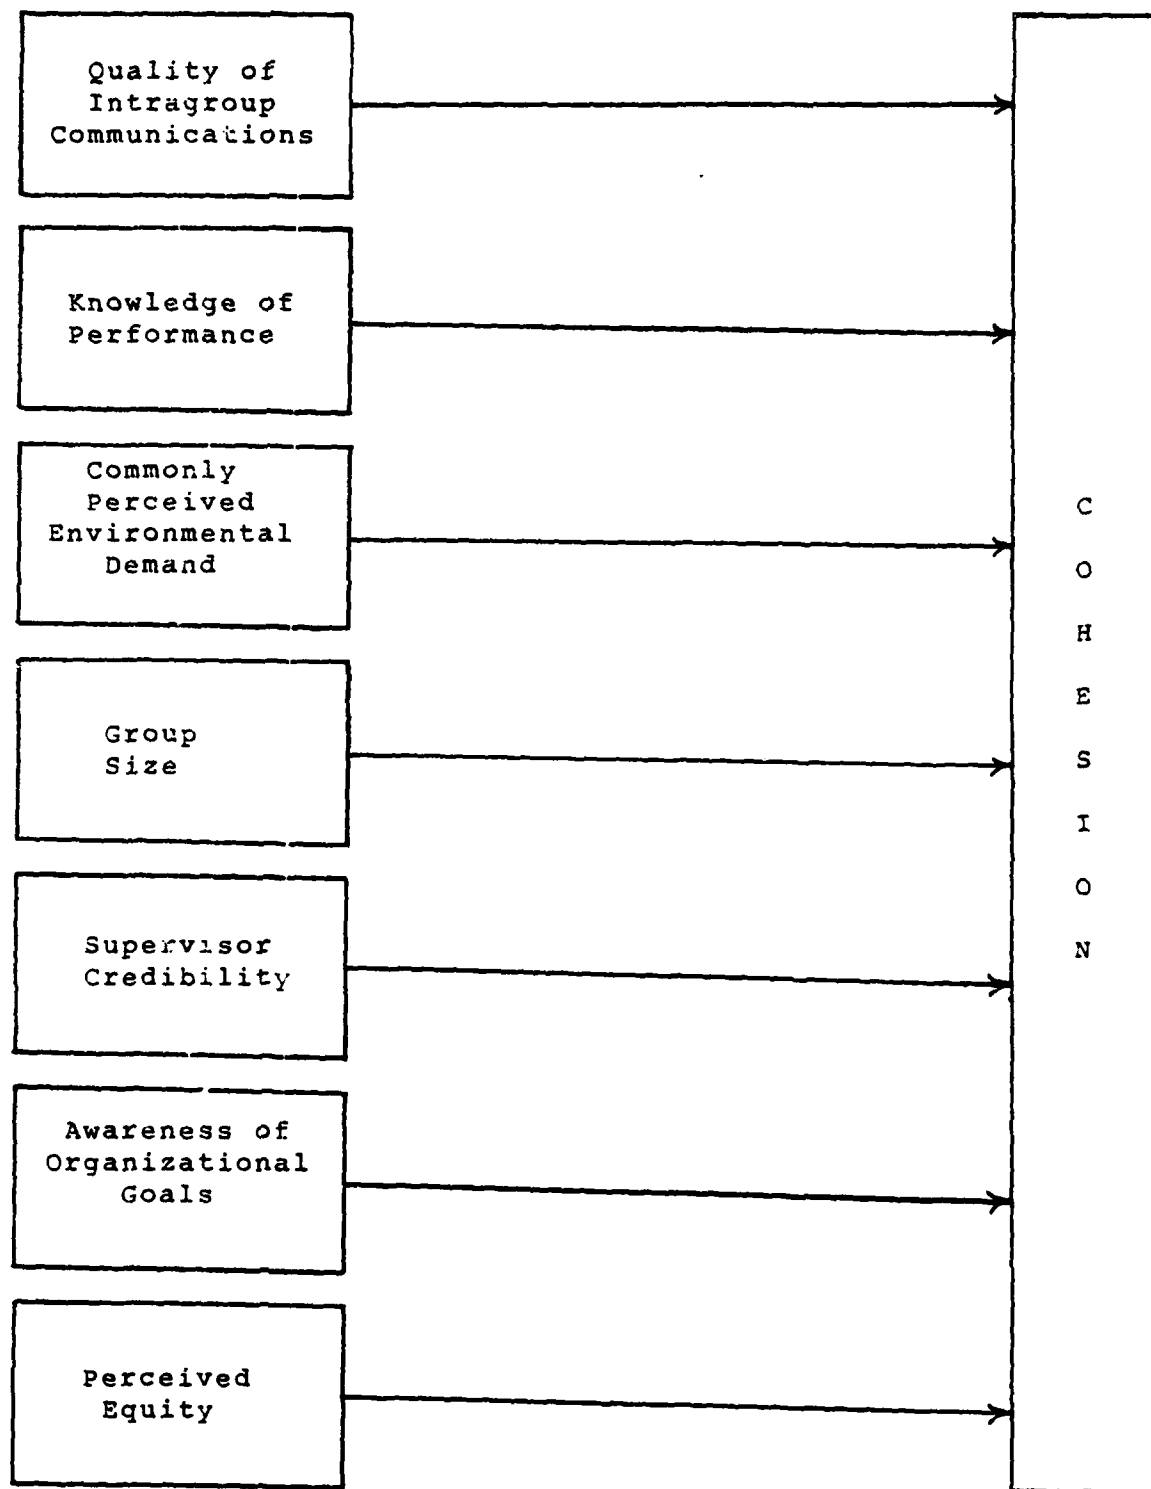 Quality of
Intragroup
Communications
Knowledge of
Performance
Commonly
Perceived
Environmental
Demand
Group
Size
Supervisor
Credibility
Awareness of
Organizational
Goals
Perceived
Equity
C
O
H
E
S
I
O
N